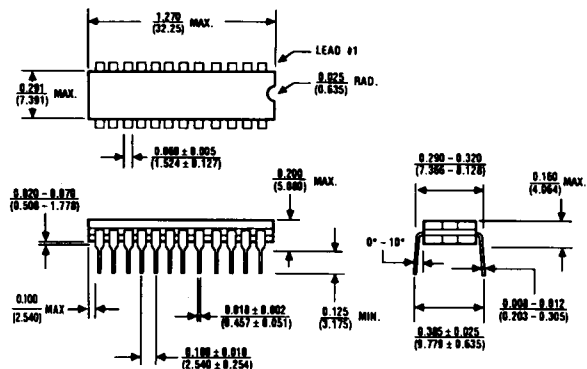 1.270 MAX.
(32.25)
LEAD #1
0.291 MAX.
(7.391)
0.025 RAD.
(0.635)
0.060 ± 0.005
(1.524 ± 0.127)
0.200 MAX.
(5.080)
0.290 – 0.320
(7.366 – 8.128)
0.160 MAX.
(4.064)
0.020 – 0.070
(0.508 – 1.778)
0° – 10°
0.100 MAX
(2.540)
0.018 ± 0.002
(0.457 ± 0.051)
0.125 MIN.
(3.175)
0.008 – 0.012
(0.203 – 0.305)
0.100 ± 0.010
(2.540 ± 0.254)
0.385 ± 0.025
(9.779 ± 0.635)